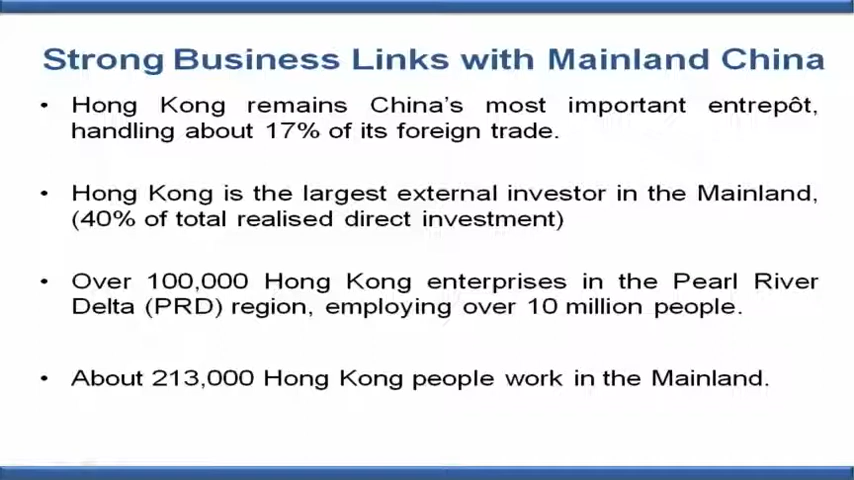 Strong Business Links with Mainland China
• Hong Kong remains China's most important entrepôt,
handling about 17% of its foreign trade.
• Hong Kong is the largest external investor in the Mainland,
(40% of total realised direct investment)
• Over 100,000 Hong Kong enterprises in the Pearl River
Delta (PRD) region, employing over 10 million people.
• About 213,000 Hong Kong people work in the Mainland.